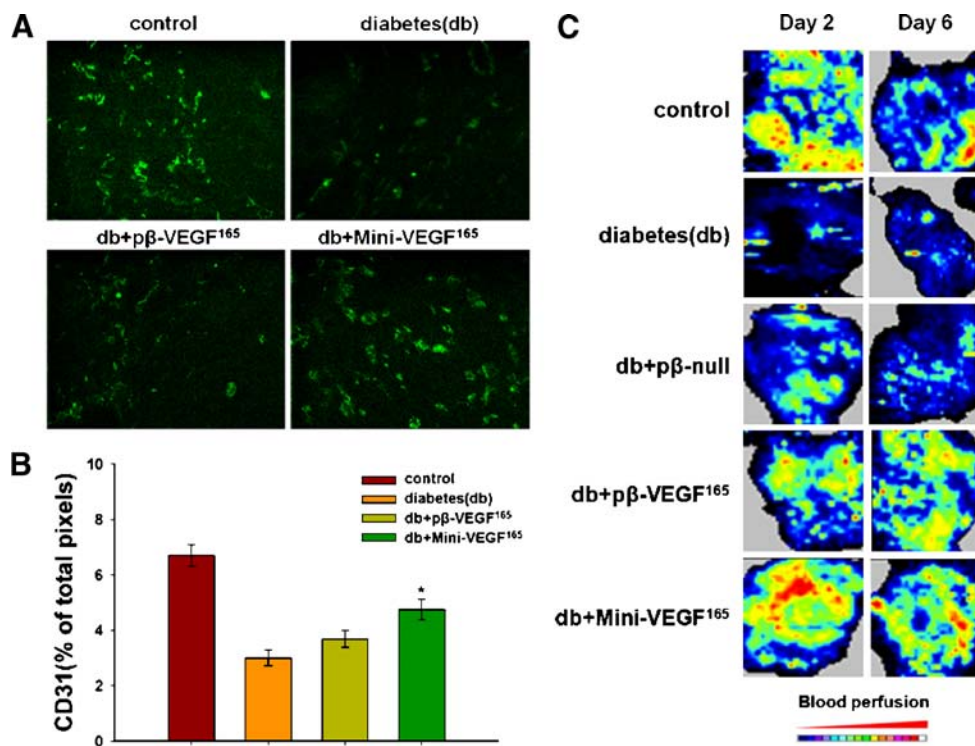 A
control
diabetes(db)
db+pβ-VEGF¹⁶⁵
db+Mini-VEGF¹⁶⁵
B
CD31(% of total pixels)
10
8
6
4
2
0
control
diabetes(db)
db+pβ-VEGF¹⁶⁵
db+Mini-VEGF¹⁶⁵
*
C
Day 2
Day 6
control
diabetes(db)
db+pβ-null
db+pβ-VEGF¹⁶⁵
db+Mini-VEGF¹⁶⁵
Blood perfusion